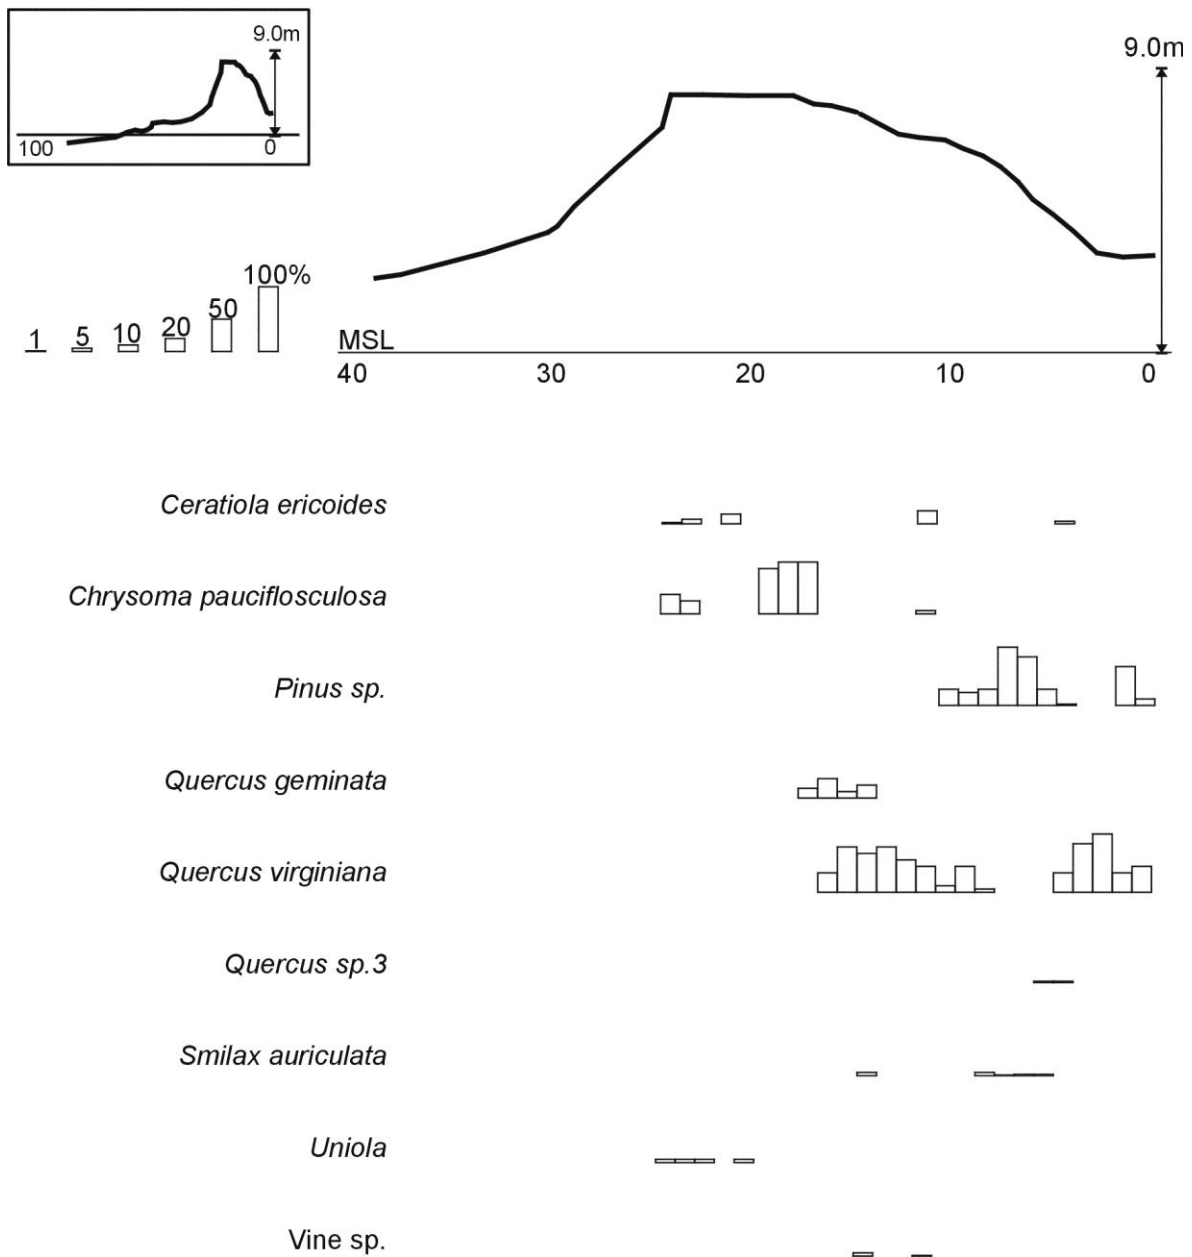 9.0m
100 0
9.0m
100%
50
20
10
5
1
MSL
40 30 20 10 0
Ceratiola ericoides
Chrysoma pauciflosculosa
Pinus sp.
Quercus geminata
Quercus virginiana
Quercus sp.3
Smilax auriculata
Uniola
Vine sp.